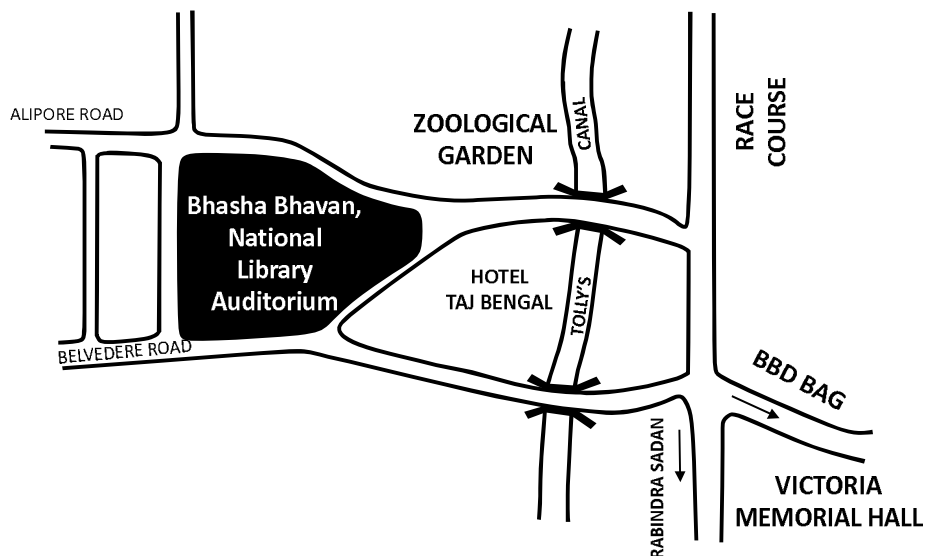 ALIPORE ROAD
ZOOLOGICAL
GARDEN
CANAL
RACE
COURSE
Bhasha Bhavan,
National
Library
Auditorium
HOTEL
TAJ BENGAL
TOLLY'S
BELVEDERE ROAD
BBD BAG
RABINDRA SADAN
VICTORIA
MEMORIAL HALL